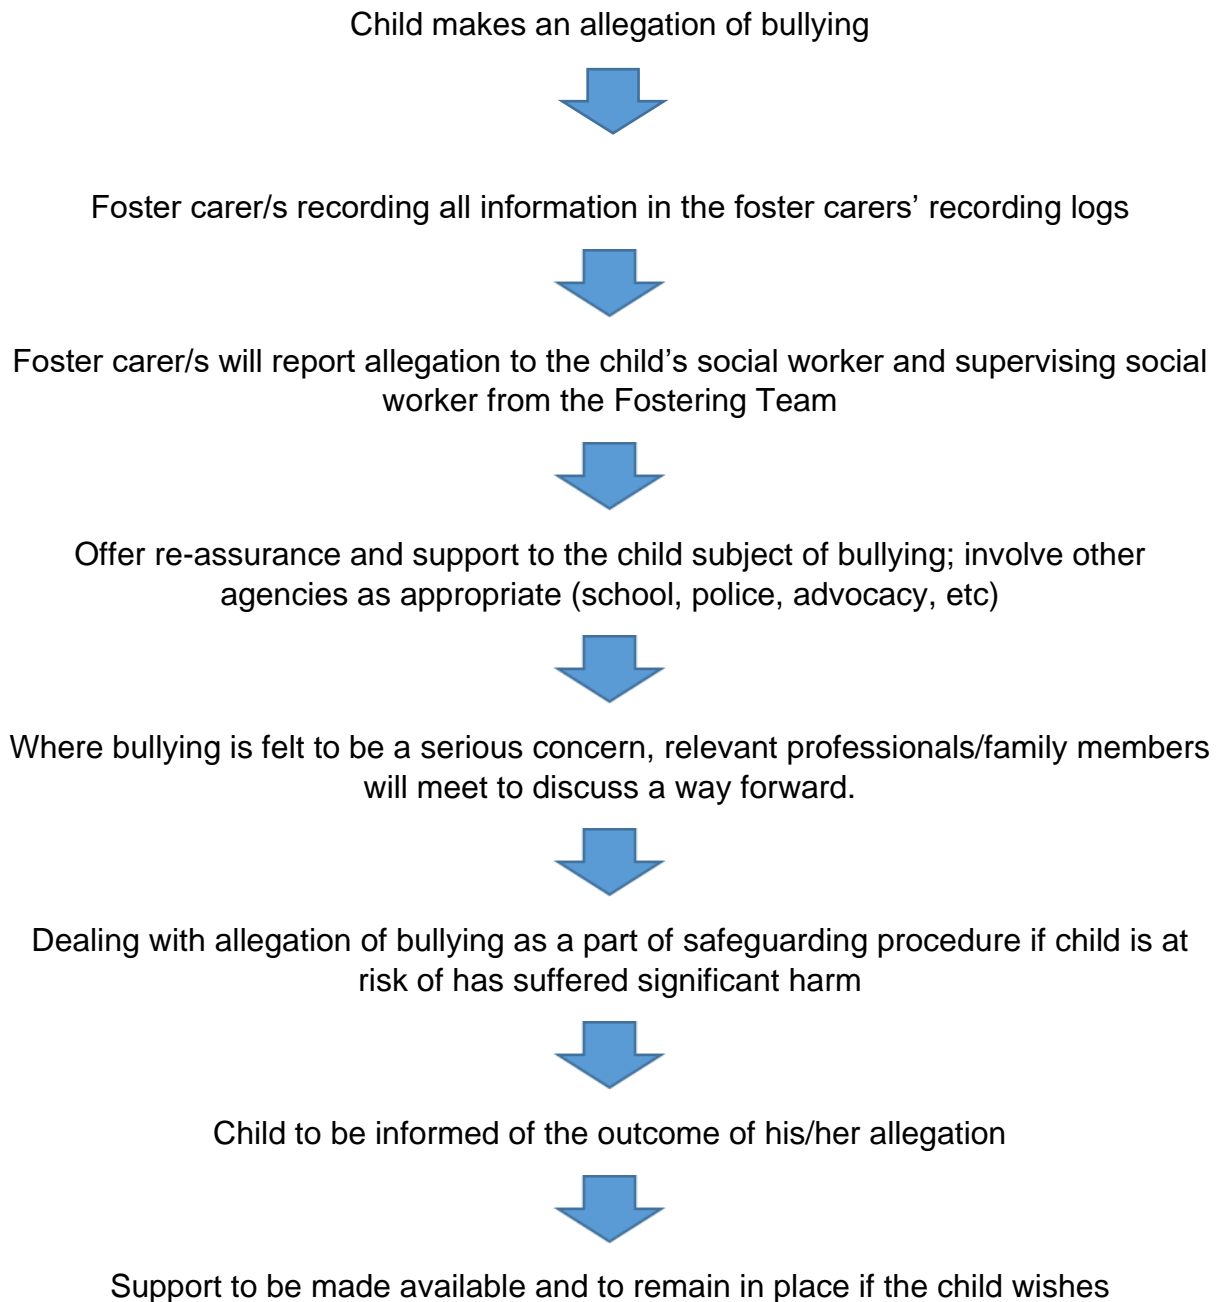 Child makes an allegation of bullying
Foster carer/s recording all information in the foster carers’ recording logs
Foster carer/s will report allegation to the child’s social worker and supervising social
worker from the Fostering Team
Offer re-assurance and support to the child subject of bullying; involve other
agencies as appropriate (school, police, advocacy, etc)
Where bullying is felt to be a serious concern, relevant professionals/family members
will meet to discuss a way forward.
Dealing with allegation of bullying as a part of safeguarding procedure if child is at
risk of has suffered significant harm
Child to be informed of the outcome of his/her allegation
Support to be made available and to remain in place if the child wishes